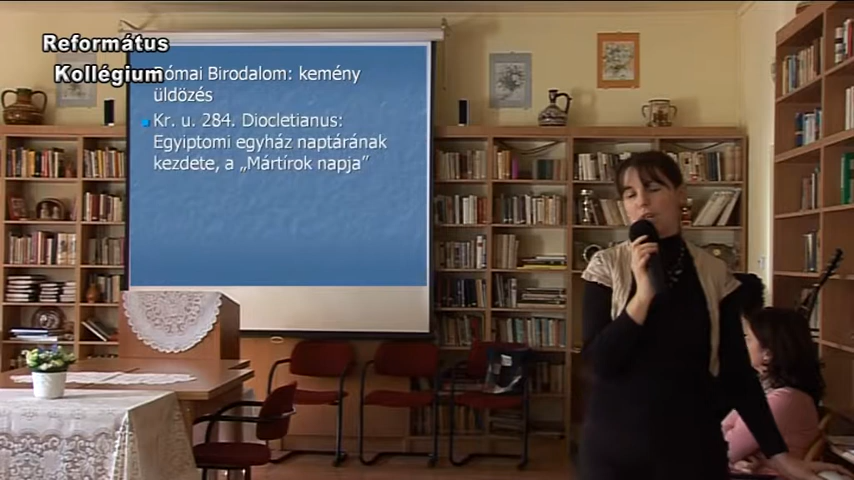 Református
Kollégium
Római Birodalom: kemény
üldözés
Kr. u. 284. Diocletianus:
Egyiptomi egyház naptárának
kezdete, a „Mártírok napja”